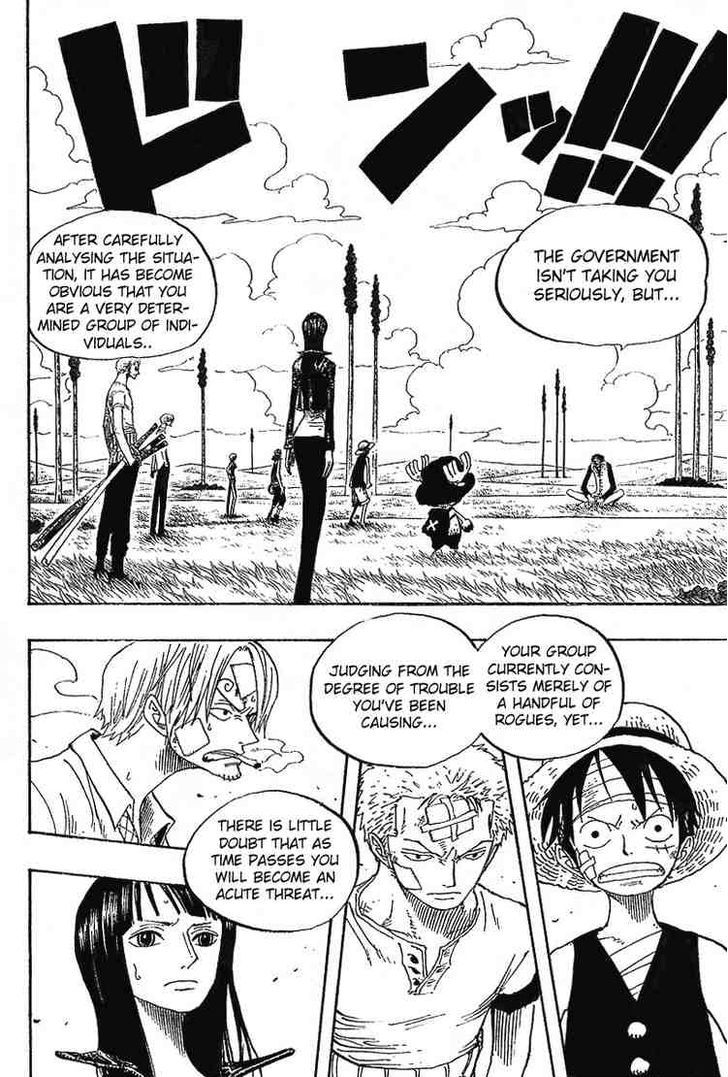 ドンッ!!!
THE GOVERNMENT
ISN'T TAKING YOU
SERIOUSLY, BUT...
AFTER CAREFULLY
ANALYSING THE SITUA-
TION, IT HAS BECOME
OBVIOUS THAT YOU
ARE A VERY DETER-
MINED GROUP OF INDI-
VIDUALS..
YOUR GROUP
CURRENTLY CON-
SISTS MERELY OF
A HANDFUL OF
ROGUES, YET...
JUDGING FROM THE
DEGREE OF TROUBLE
YOU'VE BEEN
CAUSING...
THERE IS LITTLE
DOUBT THAT AS
TIME PASSES YOU
WILL BECOME AN
ACUTE THREAT...